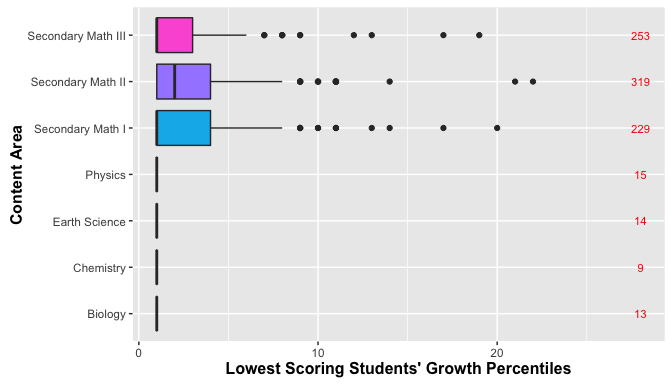 Secondary Math III 253
Secondary Math II 319
Secondary Math I 229
Physics 15
Earth Science 14
Chemistry 9
Biology 13
Content Area
0 10 20
Lowest Scoring Students' Growth Percentiles